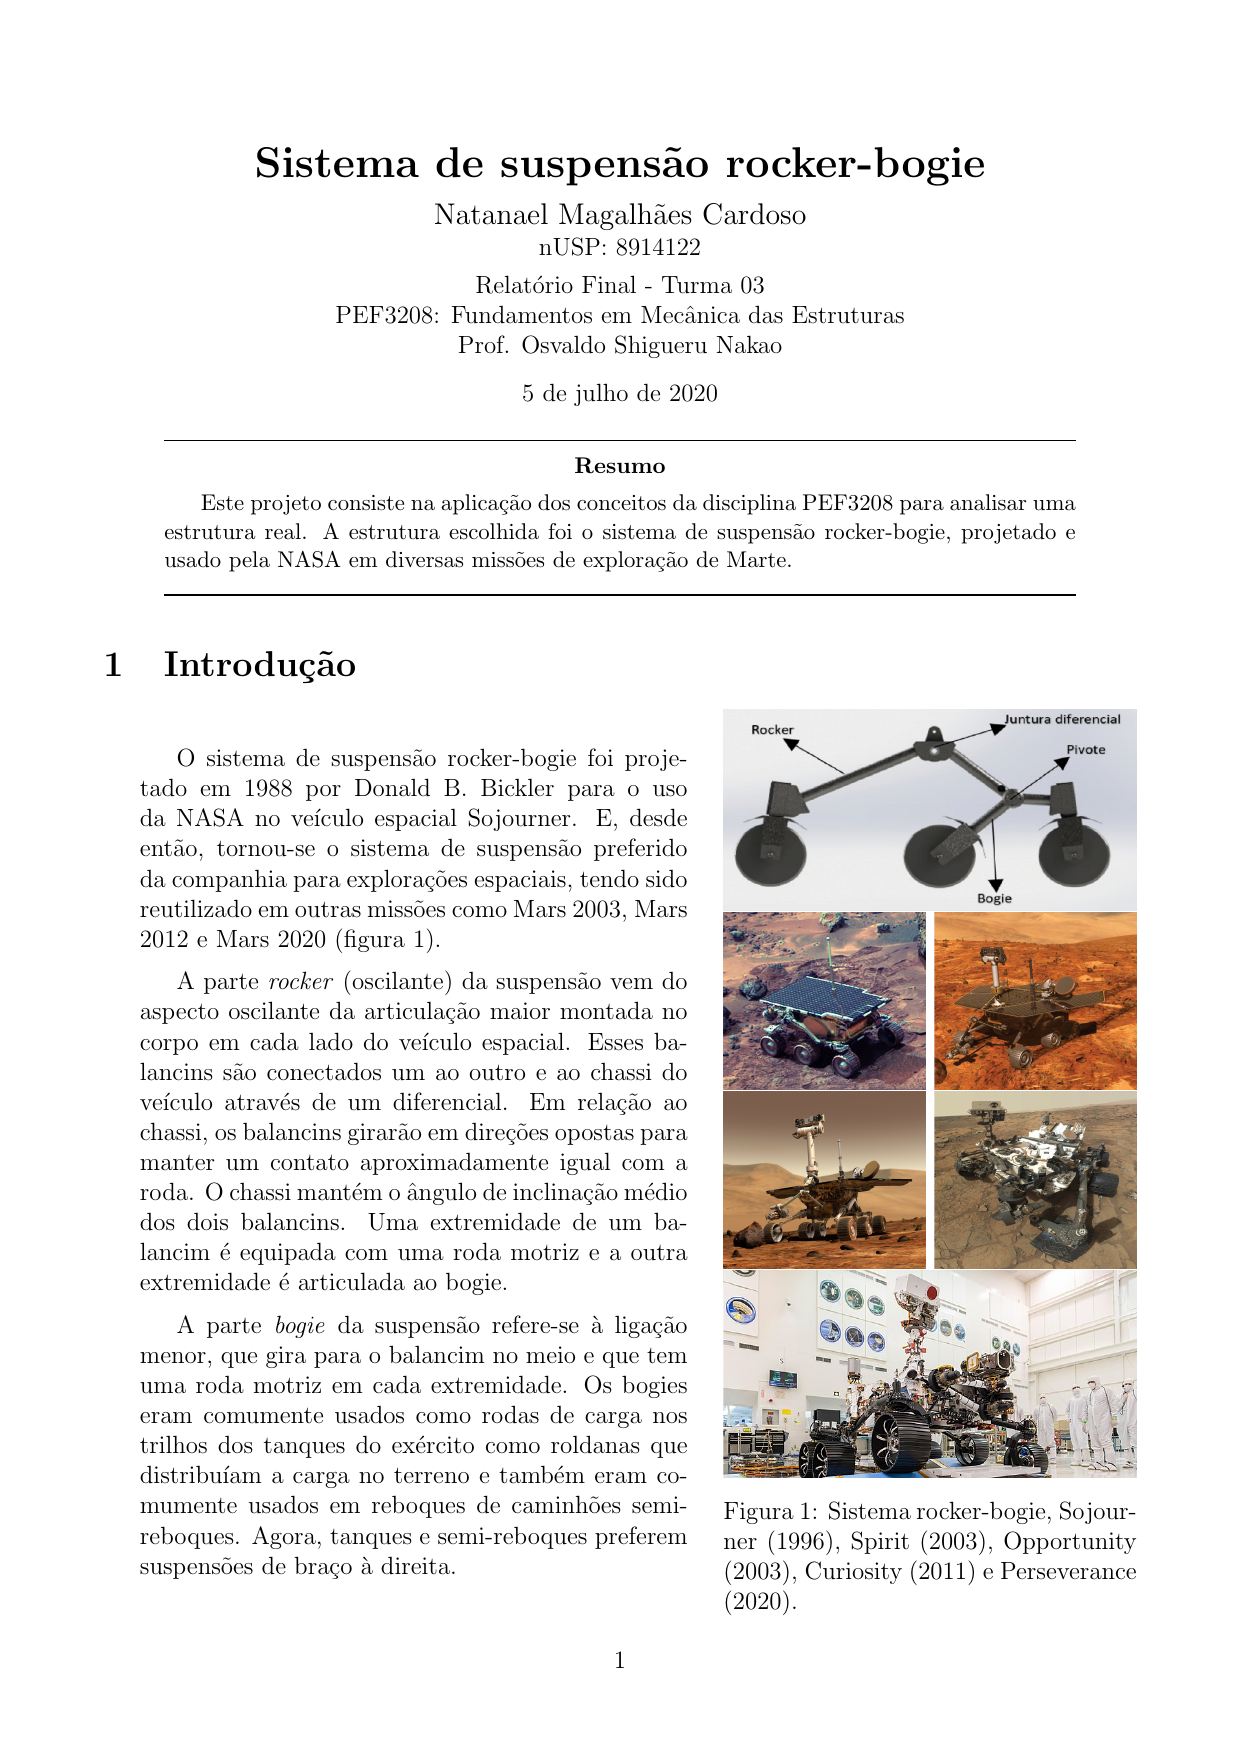 Sistema de suspensão rocker-bogie
Natanael Magalhães Cardoso
nUSP: 8914122
Relatório Final - Turma 03
PEF3208: Fundamentos em Mecânica das Estruturas
Prof. Osvaldo Shigueru Nakao
5 de julho de 2020
Resumo
Este projeto consiste na aplicação dos conceitos da disciplina PEF3208 para analisar uma
estrutura real. A estrutura escolhida foi o sistema de suspensão rocker-bogie, projetado e
usado pela NASA em diversas missões de exploração de Marte.
1 Introdução
O sistema de suspensão rocker-bogie foi proje-
tado em 1988 por Donald B. Bickler para o uso
da NASA no veículo espacial Sojourner. E, desde
então, tornou-se o sistema de suspensão preferido
da companhia para explorações espaciais, tendo sido
reutilizado em outras missões como Mars 2003, Mars
2012 e Mars 2020 (figura 1).
A parte rocker (oscilante) da suspensão vem do
aspecto oscilante da articulação maior montada no
corpo em cada lado do veículo espacial. Esses ba-
lancins são conectados um ao outro e ao chassi do
veículo através de um diferencial. Em relação ao
chassi, os balancins girarão em direções opostas para
manter um contato aproximadamente igual com a
roda. O chassi mantém o ângulo de inclinação médio
dos dois balancins. Uma extremidade de um ba-
lancim é equipada com uma roda motriz e a outra
extremidade é articulada ao bogie.
A parte bogie da suspensão refere-se à ligação
menor, que gira para o balancim no meio e que tem
uma roda motriz em cada extremidade. Os bogies
eram comumente usados como rodas de carga nos
trilhos dos tanques do exército como roldanas que
distribuíam a carga no terreno e também eram co-
mumente usados em reboques de caminhões semi-
reboques. Agora, tanques e semi-reboques preferem
suspensões de braço à direita.
Rocker
Juntura diferencial
Pivote
Bogie
Figura 1: Sistema rocker-bogie, Sojour-
ner (1996), Spirit (2003), Opportunity
(2003), Curiosity (2011) e Perseverance
(2020).
1